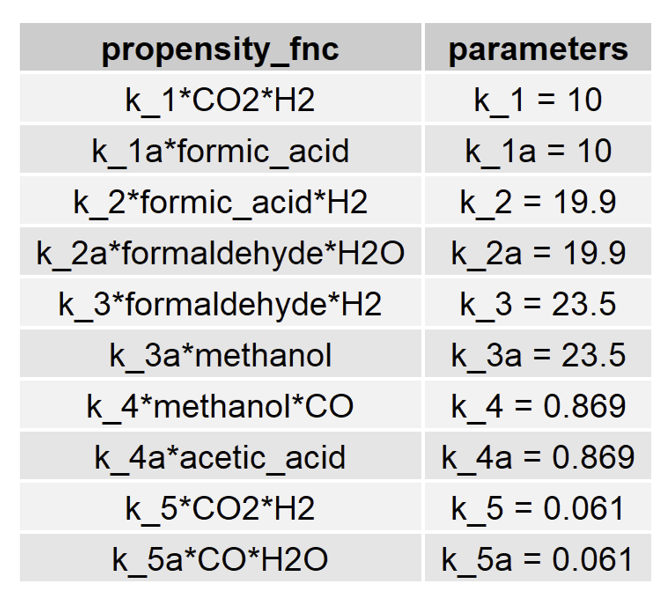 propensity_fnc parameters
k_1*CO2*H2 k_1 = 10
k_1a*formic_acid k_1a = 10
k_2*formic_acid*H2 k_2 = 19.9
k_2a*formaldehyde*H2O k_2a = 19.9
k_3*formaldehyde*H2 k_3 = 23.5
k_3a*methanol k_3a = 23.5
k_4*methanol*CO k_4 = 0.869
k_4a*acetic_acid k_4a = 0.869
k_5*CO2*H2 k_5 = 0.061
k_5a*CO*H2O k_5a = 0.061